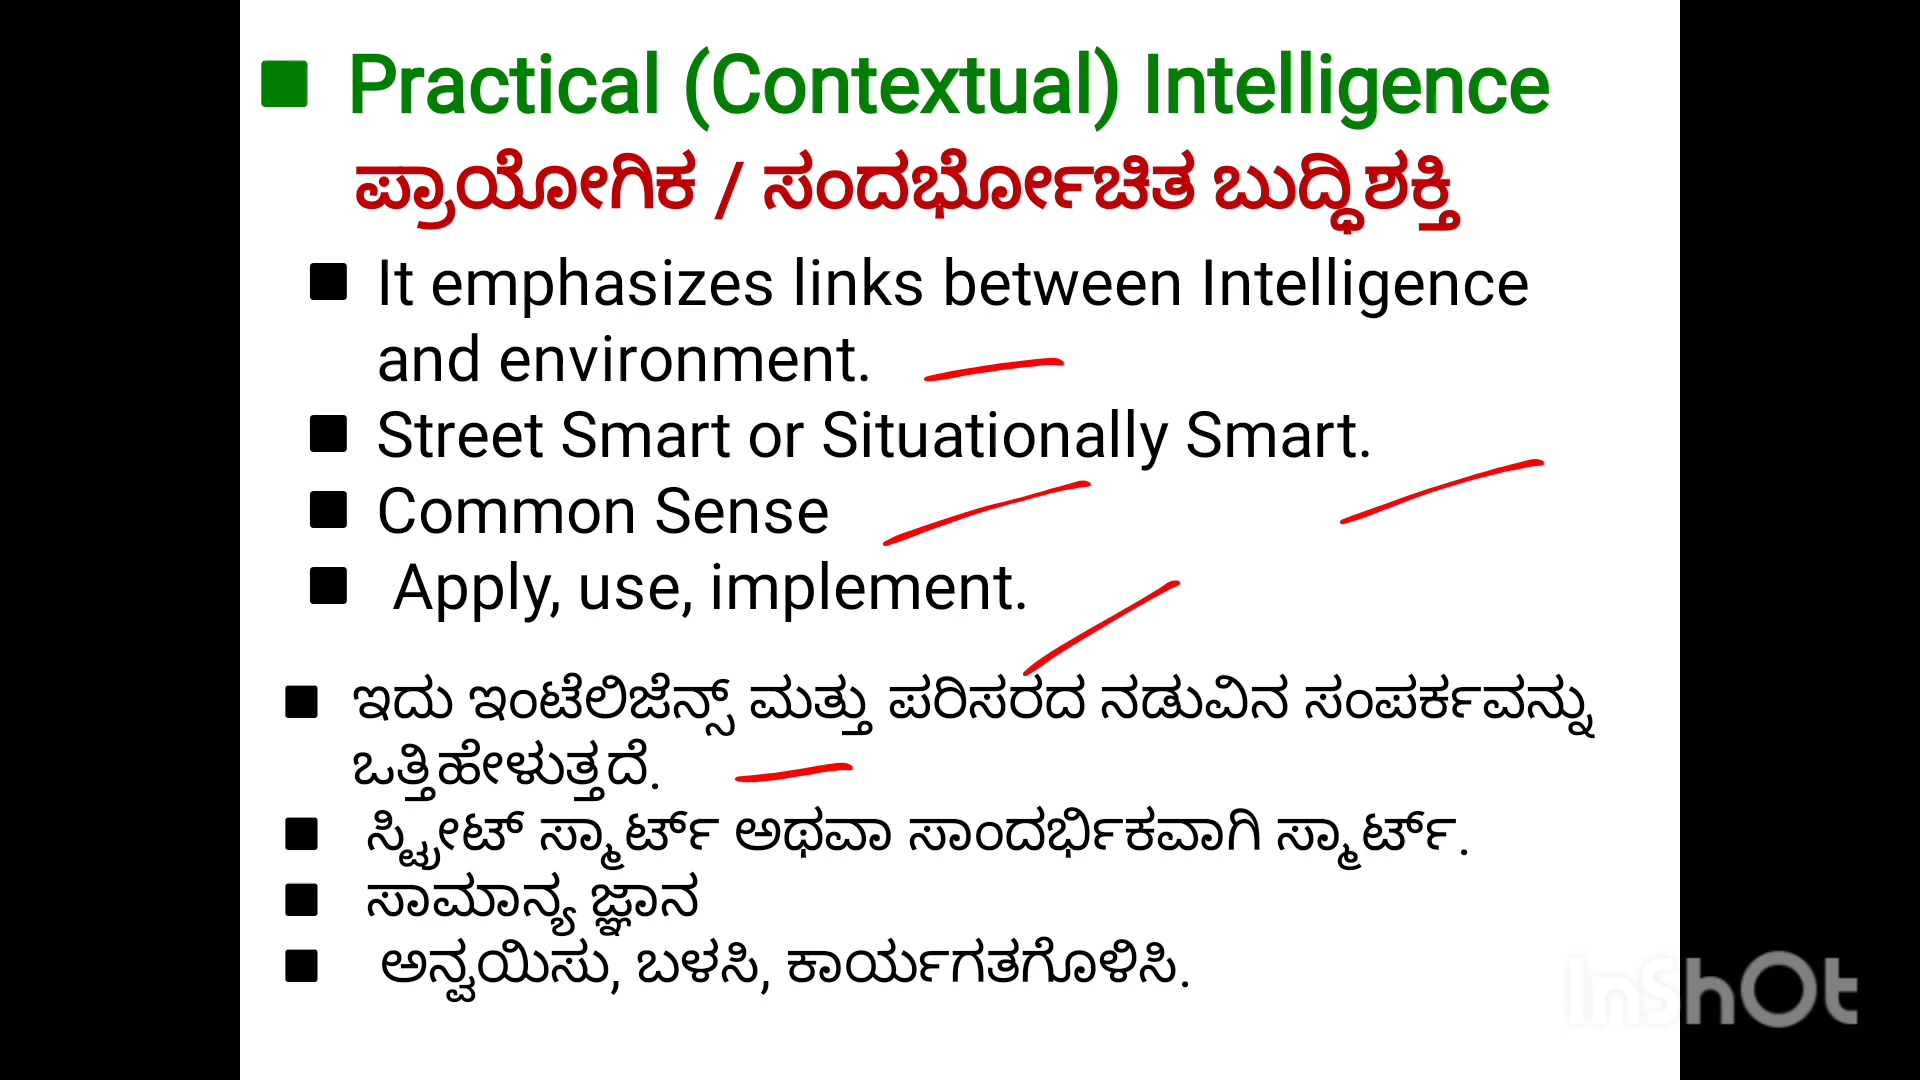 Practical (Contextual) Intelligence
ಪ್ರಾಯೋಗಿಕ / ಸಂದರ್ಭೋಚಿತ ಬುದ್ಧಿಶಕ್ತಿ
It emphasizes links between Intelligence
and environment.
Street Smart or Situationally Smart.
Common Sense
Apply, use, implement.
ಇದು ಇಂಟೆಲಿಜೆನ್ಸ್ ಮತ್ತು ಪರಿಸರದ ನಡುವಿನ ಸಂಪರ್ಕವನ್ನು
ಒತ್ತಿಹೇಳುತ್ತದೆ.
ಸ್ಟ್ರೀಟ್ ಸ್ಮಾರ್ಟ್ ಅಥವಾ ಸಾಂದರ್ಭಿಕವಾಗಿ ಸ್ಮಾರ್ಟ್.
ಸಾಮಾನ್ಯ ಜ್ಞಾನ
ಅನ್ವಯಿಸು, ಬಳಸಿ, ಕಾರ್ಯಗತಗೊಳಿಸಿ.
InShOt